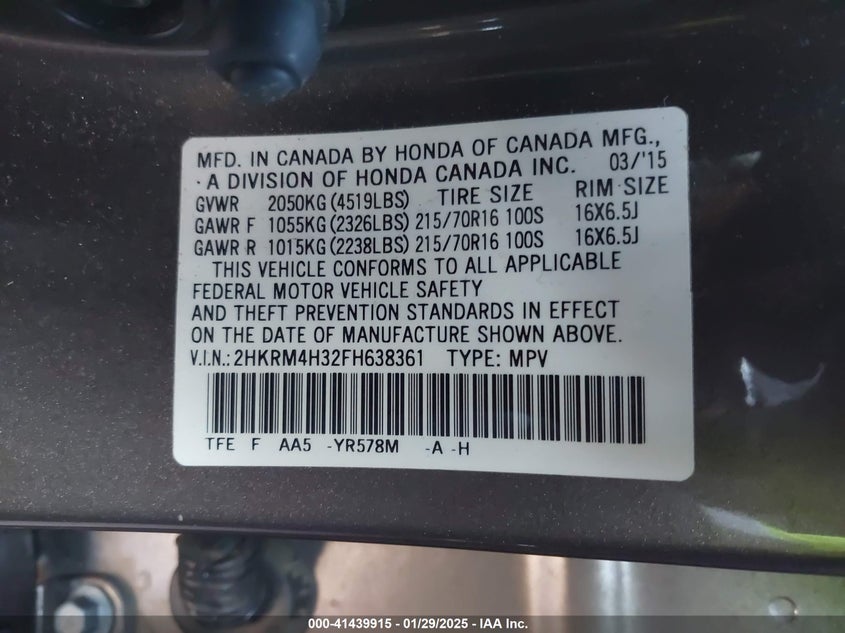 MFD. IN CANADA BY HONDA OF CANADA MFG.,
A DIVISION OF HONDA CANADA INC. 03/'15
GVWR 2050KG (4519LBS) TIRE SIZE RIM SIZE
GAWR F 1055KG (2326LBS) 215/70R16 100S 16X6.5J
GAWR R 1015KG (2238LBS) 215/70R16 100S 16X6.5J
THIS VEHICLE CONFORMS TO ALL APPLICABLE
FEDERAL MOTOR VEHICLE SAFETY
AND THEFT PREVENTION STANDARDS IN EFFECT
ON THE DATE OF MANUFACTURE SHOWN ABOVE.
V.I.N.: 2HKRM4H32FH638361 TYPE: MPV
TFE F AA5 -YR578M -A -H
000-41439915 - 01/29/2025 - IAA Inc.